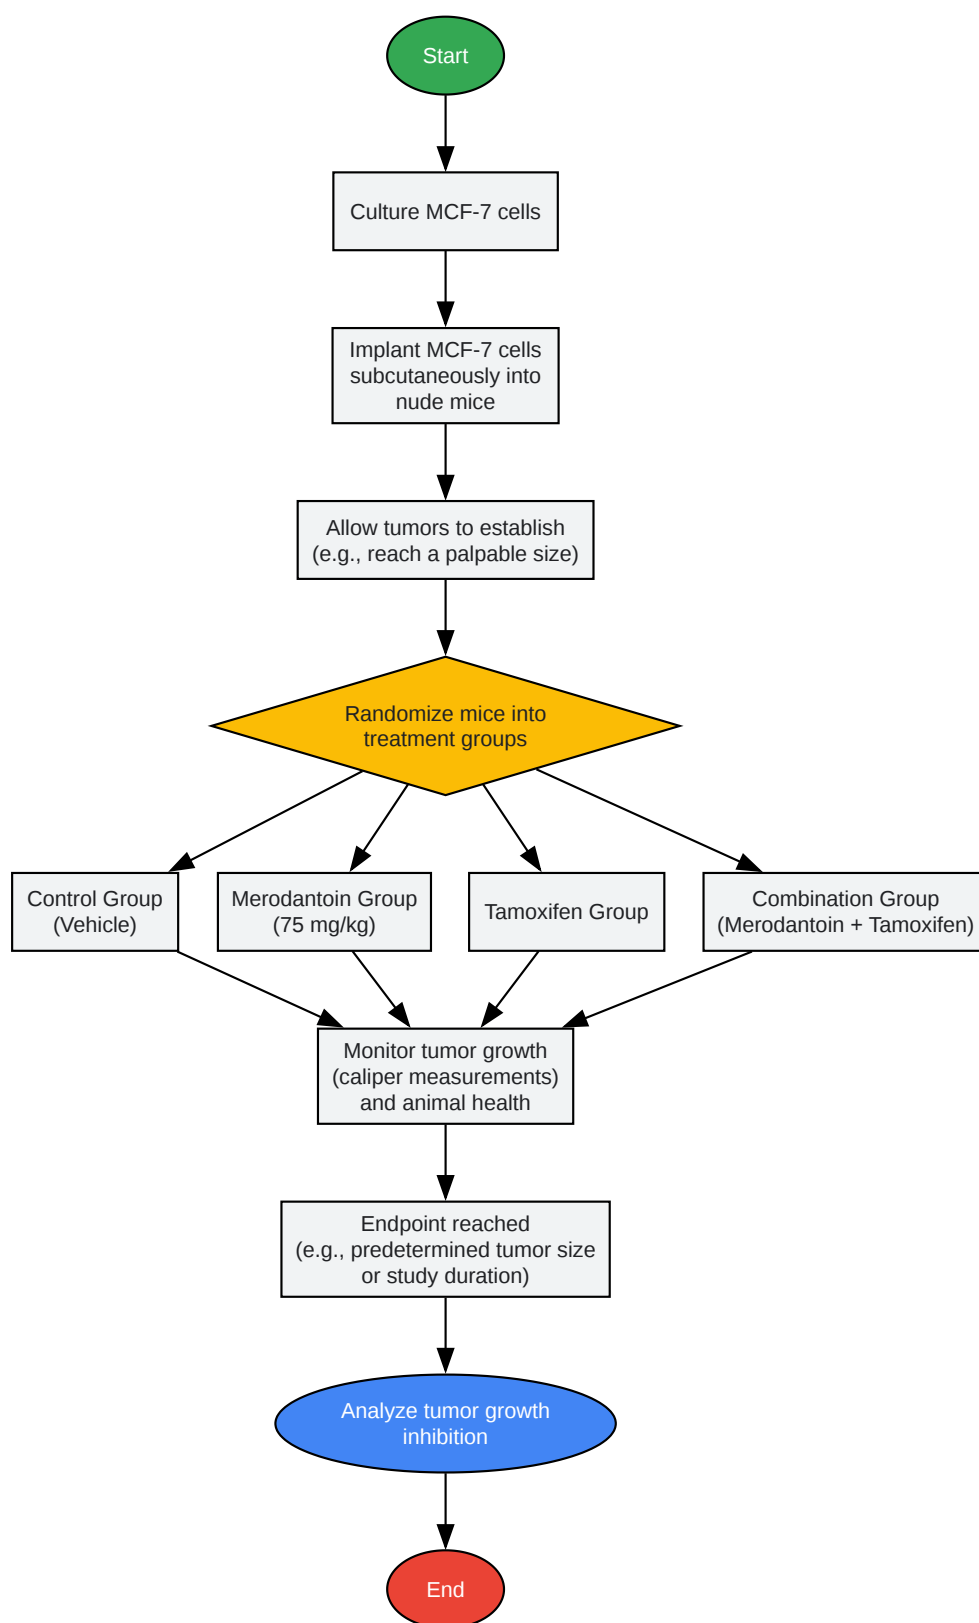 Start
Culture MCF-7 cells
Implant MCF-7 cells
subcutaneously into
nude mice
Allow tumors to establish
(e.g., reach a palpable size)
Randomize mice into
treatment groups
Control Group
(Vehicle)
Merodantoin Group
(75 mg/kg)
Tamoxifen Group
Combination Group
(Merodantoin + Tamoxifen)
Monitor tumor growth
(caliper measurements)
and animal health
Endpoint reached
(e.g., predetermined tumor size
or study duration)
Analyze tumor growth
inhibition
End